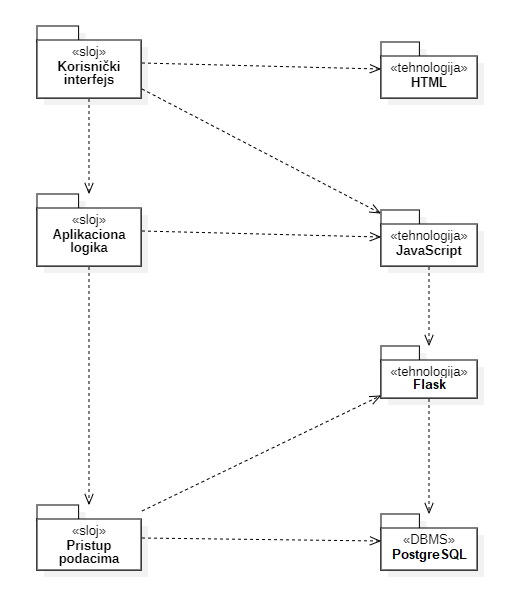 «sloj»
Korisnički
interfejs
«tehnologija»
HTML
«sloj»
Aplikaciona
logika
«tehnologija»
JavaScript
«tehnologija»
Flask
«sloj»
Pristup
podacima
«DBMS»
PostgreSQL